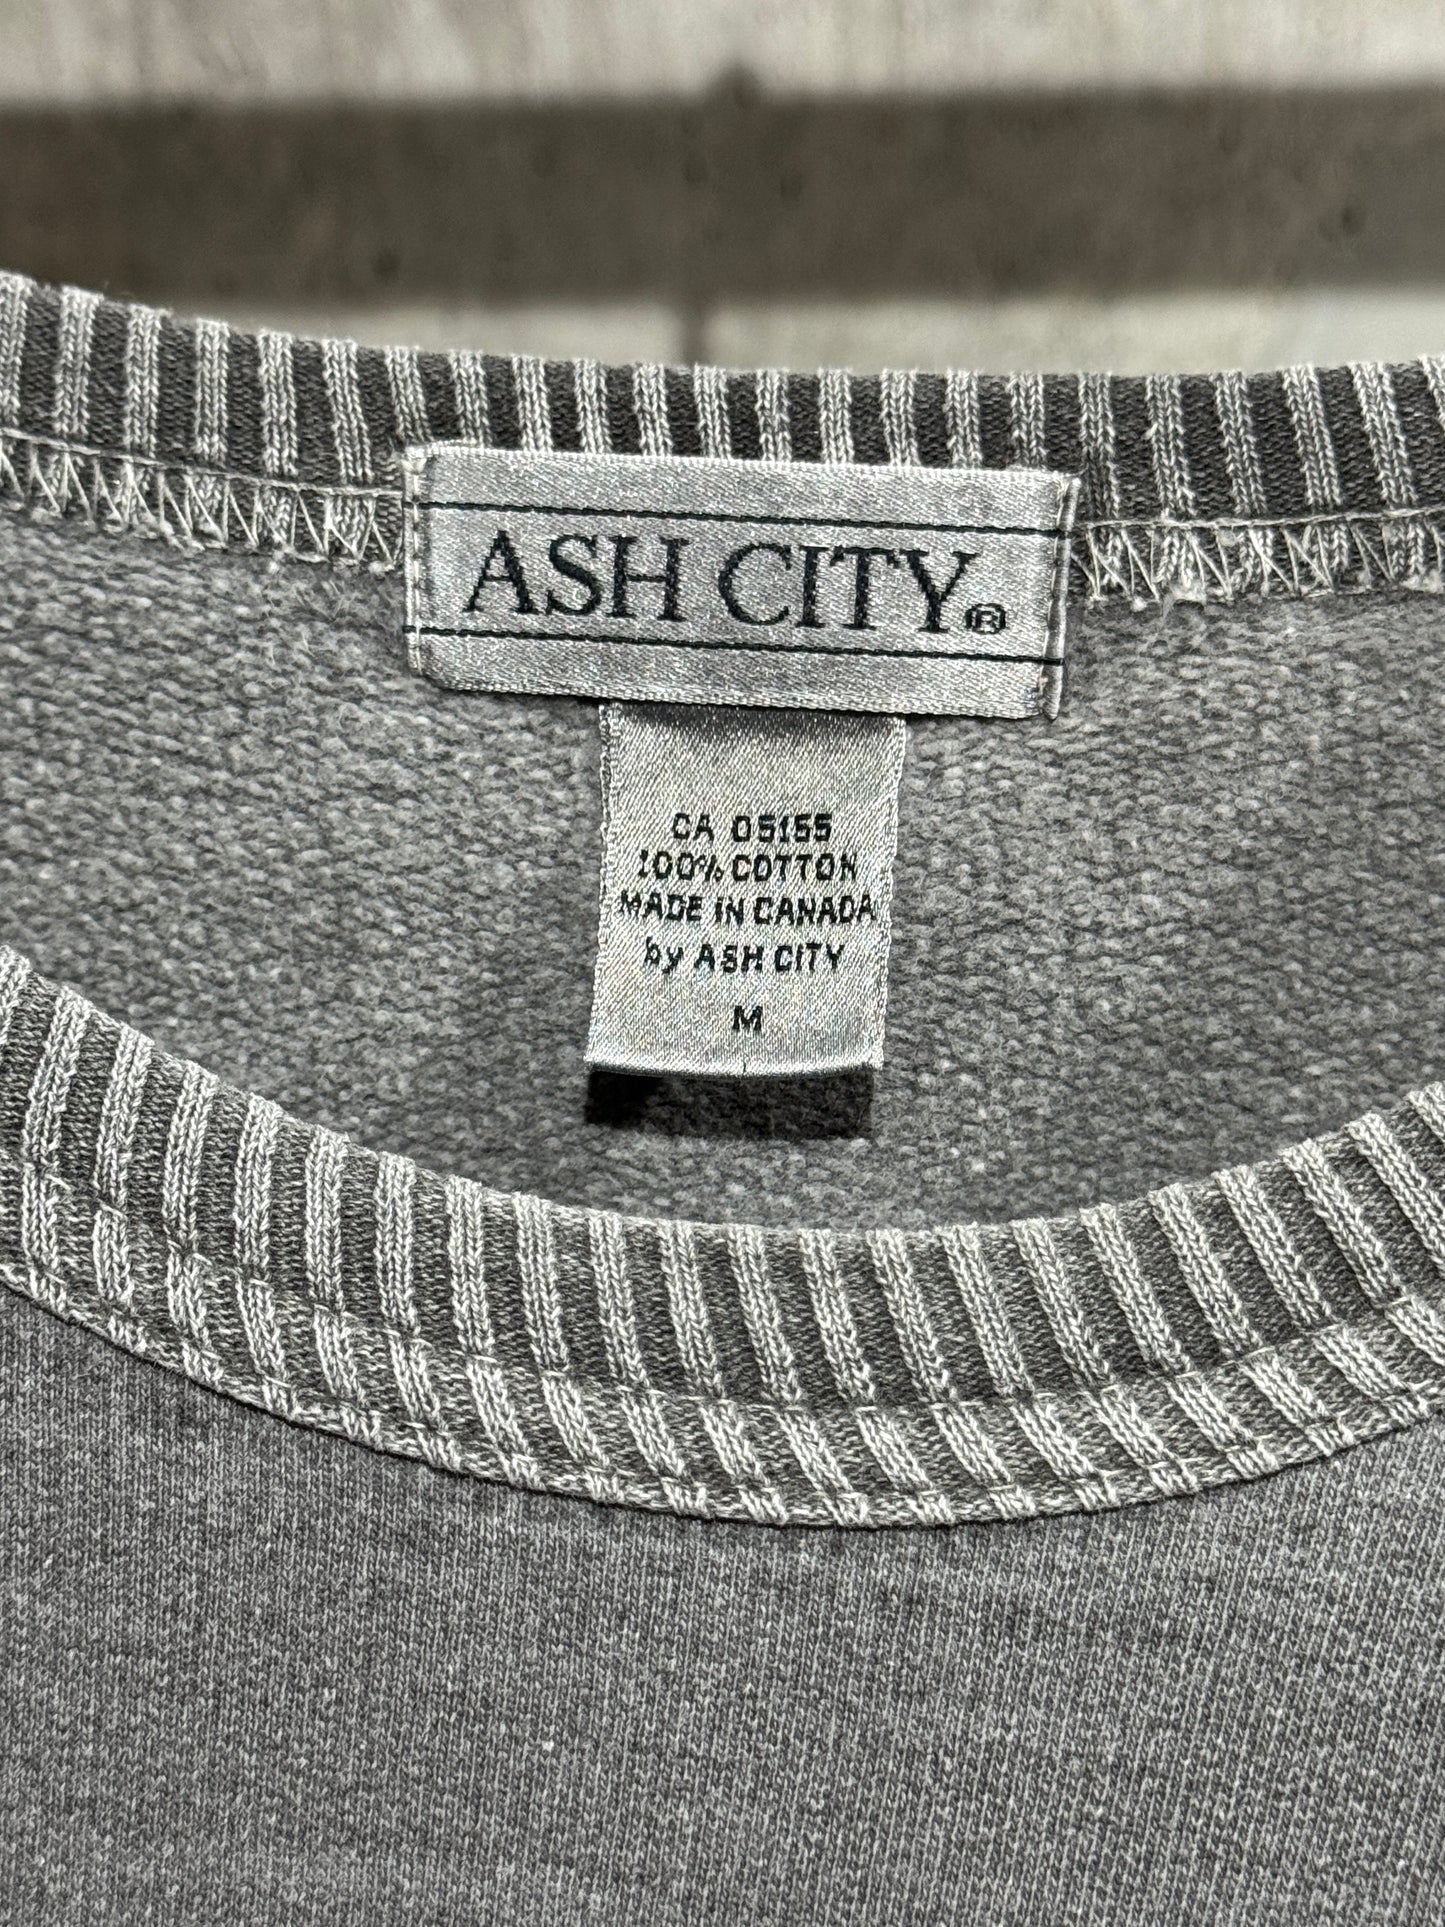 ASH CITY®
CA 05155
100% COTTON
MADE IN CANADA
by ASH CITY
M